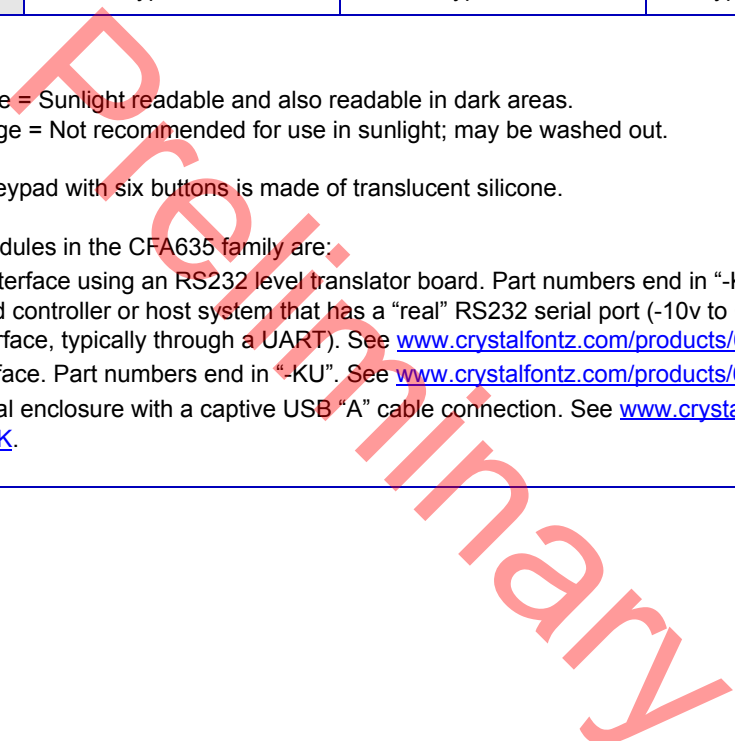 e = Sunlight readable and also readable in dark areas.
ge = Not recommended for use in sunlight; may be washed out.
eypad with six buttons is made of translucent silicone.
dules in the CFA635 family are:
terface using an RS232 level translator board. Part numbers end in “-K
d controller or host system that has a “real” RS232 serial port (-10v to
rface, typically through a UART). See www.crystalfontz.com/products/
face. Part numbers end in “-KU”. See www.crystalfontz.com/products/
al enclosure with a captive USB “A” cable connection. See www.crysta
K.
Preliminary